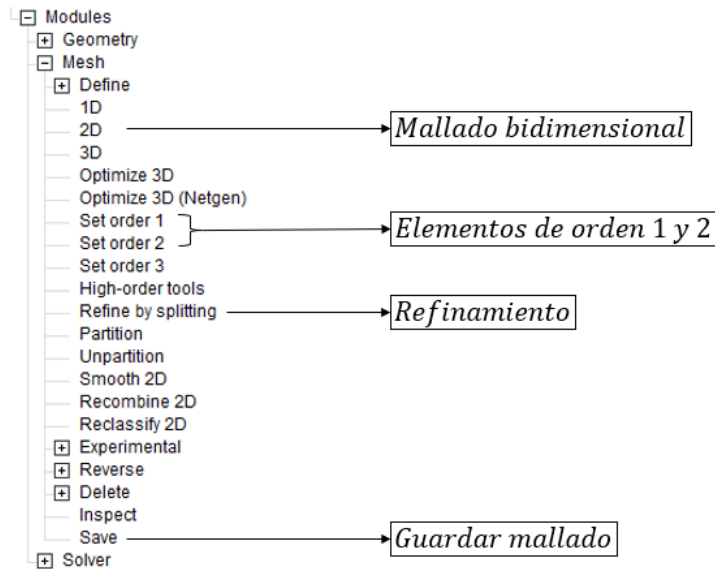 Modules
Geometry
Mesh
Define
1D
2D
Mallado bidimensional
3D
Optimize 3D
Optimize 3D (Netgen)
Set order 1
Set order 2
Elementos de orden 1 y 2
Set order 3
High-order tools
Refine by splitting
Refinamiento
Partition
Unpartition
Smooth 2D
Recombine 2D
Reclassify 2D
Experimental
Reverse
Delete
Inspect
Save
Guardar mallado
Solver